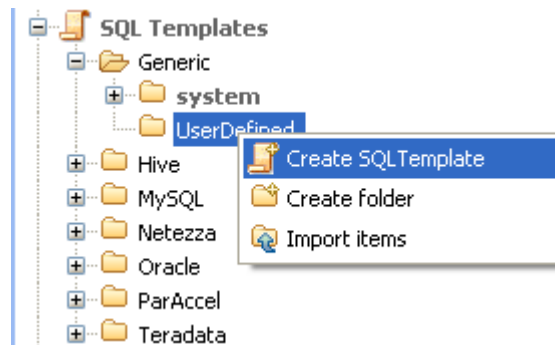 SQL Templates
Generic
system
UserDefined
Create SQLTemplate
Create folder
Import items
Hive
MySQL
Netezza
Oracle
ParAccel
Teradata